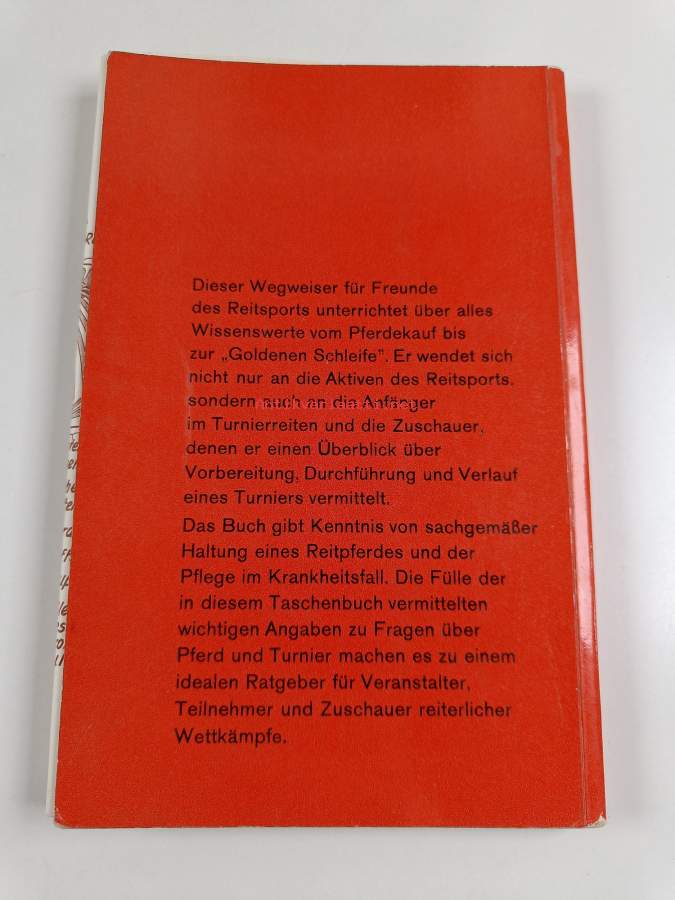 Dieser Wegweiser für Freunde
des Reitsports unterrichtet über alles
Wissenswerte vom Pferdekauf bis
zur „Goldenen Schleife". Er wendet sich
nicht nur an die Aktiven des Reitsports.
sondern auch an die Anfänger
im Turnierreiten und die Zuschauer,
denen er einen Überblick über
Vorbereitung, Durchführung und Verlauf
eines Turniers vermittelt.
Das Buch gibt Kenntnis von sachgemäßer
Haltung eines Reitpferdes und der
Pflege im Krankheitsfall. Die Fülle der
in diesem Taschenbuch vermittelten
wichtigen Angaben zu Fragen über
Pferd und Turnier machen es zu einem
idealen Ratgeber für Veranstalter,
Teilnehmer und Zuschauer reiterlicher
Wettkämpfe.